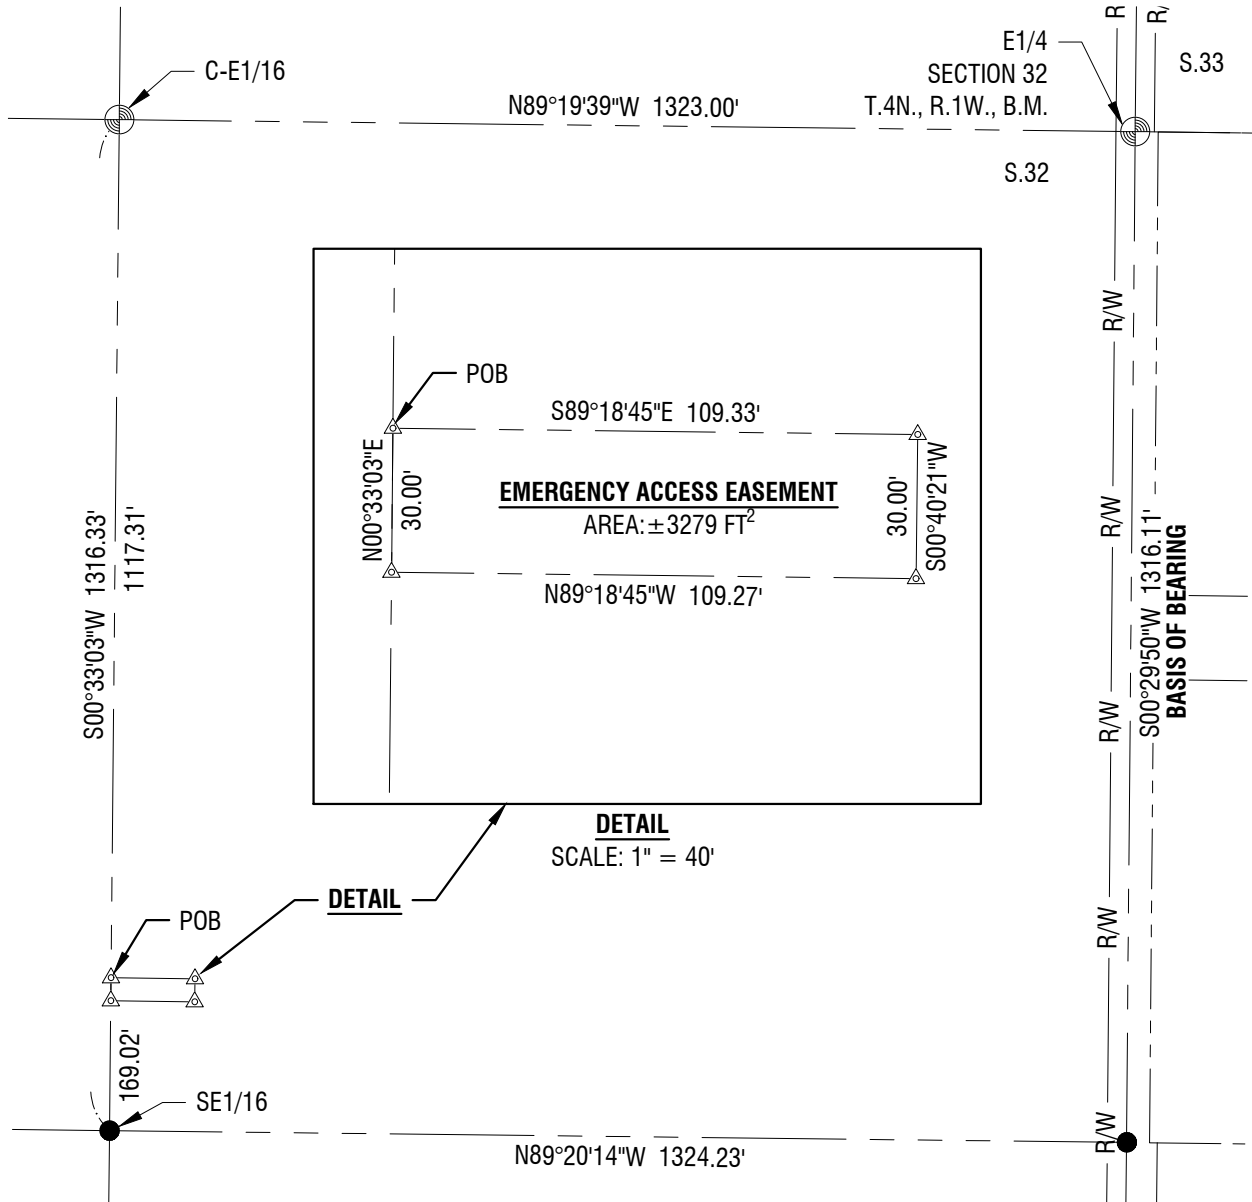 R
R/
E1/4
SECTION 32
T.4N., R.1W., B.M.
S.33
C-E1/16
N89°19'39"W 1323.00'
S.32
R/W
POB
S89°18'45"E 109.33'
N00°33'03"E
30.00'
EMERGENCY ACCESS EASEMENT
AREA:±3279 FT²
30.00'
S00°40'21"W
N89°18'45"W 109.27'
R/W
S00°33'03"W 1316.33'
1117.31'
S00°29'50"W 1316.11'
BASIS OF BEARING
R/W
DETAIL
SCALE: 1" = 40'
DETAIL
POB
R/W
169.02'
SE1/16
R/W
N89°20'14"W 1324.23'